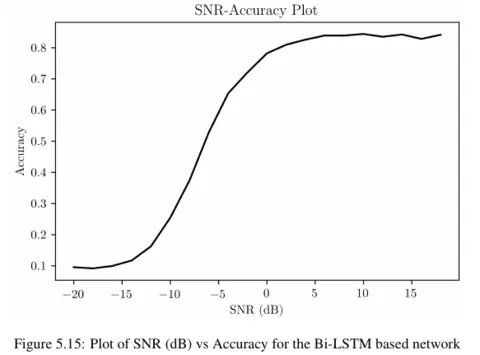 SNR-Accuracy Plot
0.8
0.7
0.6
0.5
0.4
0.3
0.2
0.1
Accuracy
−20 −15 −10 −5 0 5 10 15
SNR (dB)
Figure 5.15: Plot of SNR (dB) vs Accuracy for the Bi-LSTM based network